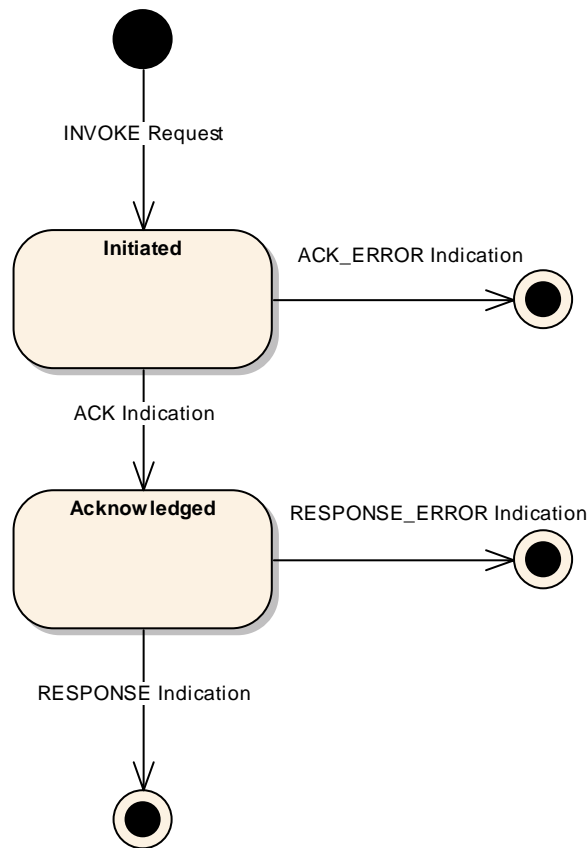 INVOKE Request
Initiated
ACK_ERROR Indication
ACK Indication
Acknowledged
RESPONSE_ERROR Indication
RESPONSE Indication